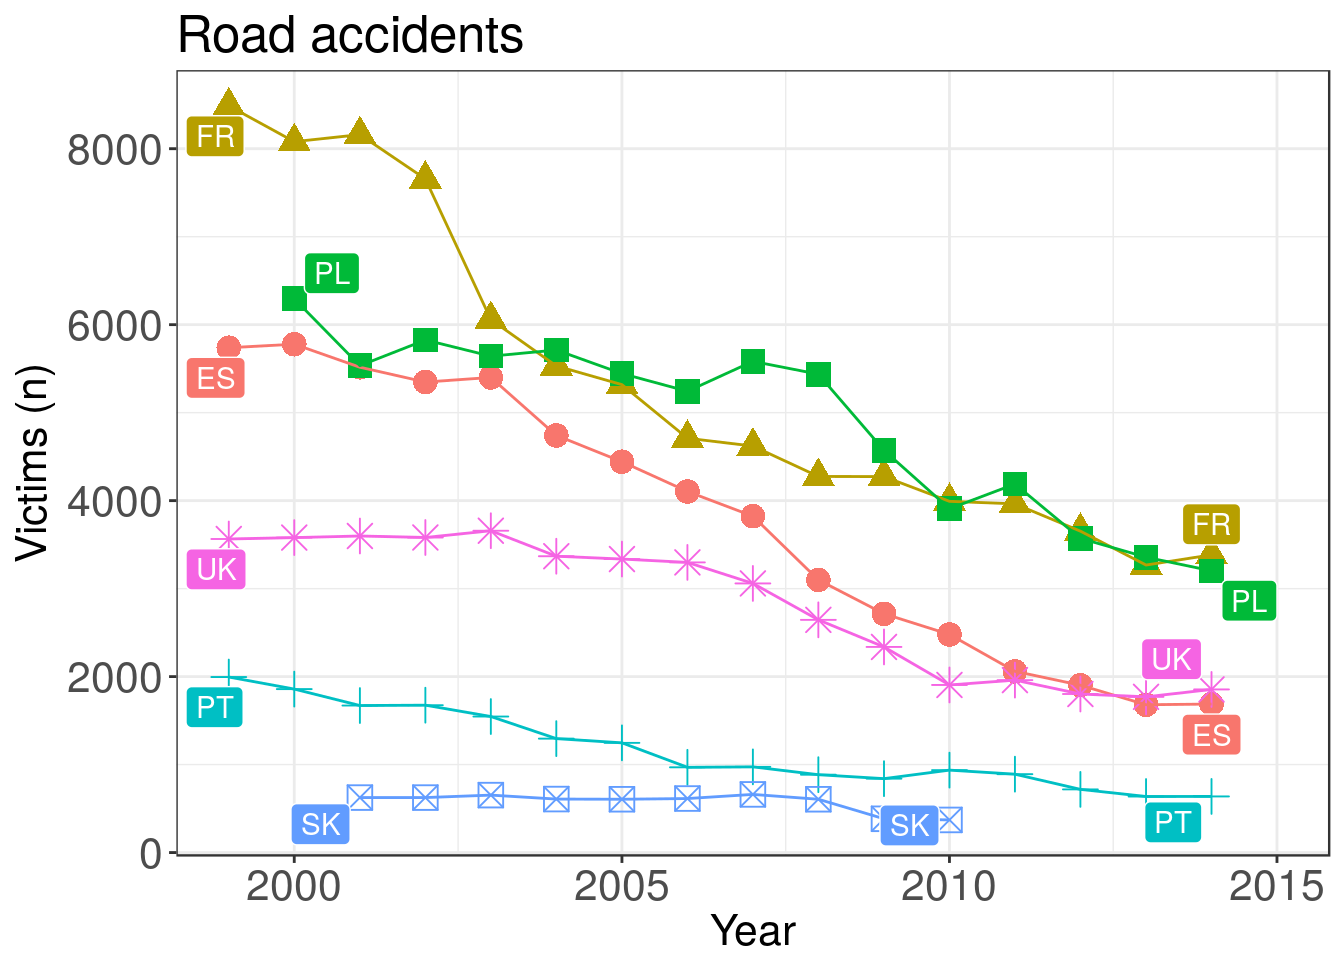 Road accidents
Victims (n)
8000
6000
4000
2000
0
FR
PL
ES
UK
PT
SK
FR
PL
UK
ES
PT
SK
2000
2005
2010
2015
Year